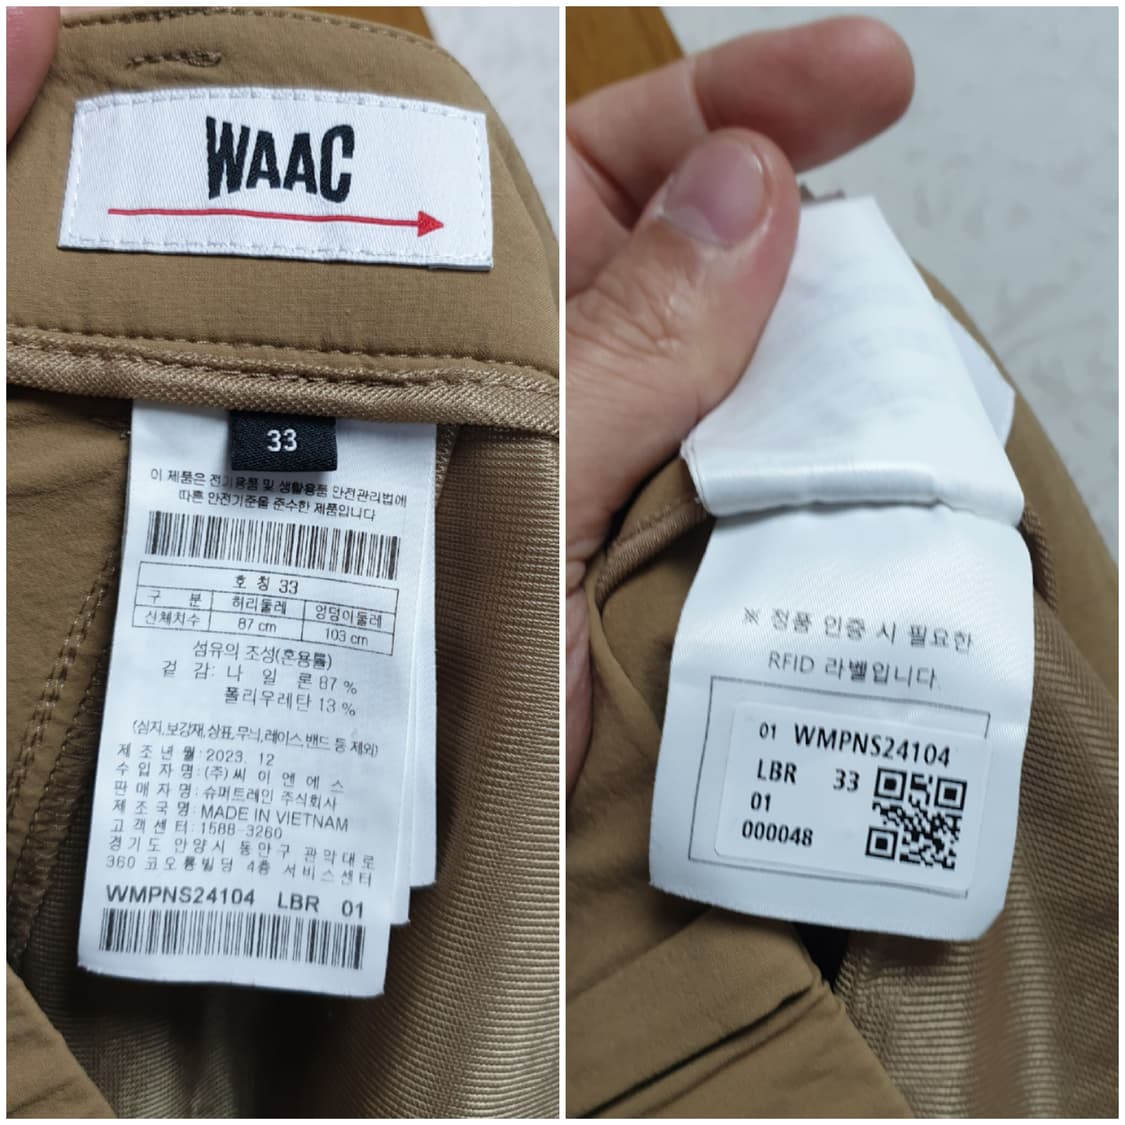 WAAC
33
이 제품은 전기용품 및 생활용품 안전관리법에
따른 안전기준을 준수한 제품입니다
호 칭 33
구 분 허리둘레 엉덩이둘레
신체치수 87 cm 103 cm
섬유의 조성(혼용률)
겉 감: 나 일 론 87 %
폴리우레탄 13 %
(심지,보강재,상표,무늬,레이스 밴드 등 제외)
제 조 년 월 : 2023. 12
수 입 자 명 : (주) 씨 이 엔 에 스
판 매 자 명 : 슈퍼트레인 주식회사
제 조 국 명 : MADE IN VIETNAM
고 객 센 터 : 1588-3260
경 기 도 안 양 시 동 안 구 관 악 대 로
360 코 오 롱 빌 딩 4층 서 비 스 센 터
WMPNS24104 LBR 01
※ 정품 인증 시 필요한
RFID 라벨입니다.
01 WMPNS24104
LBR 33
01
000048